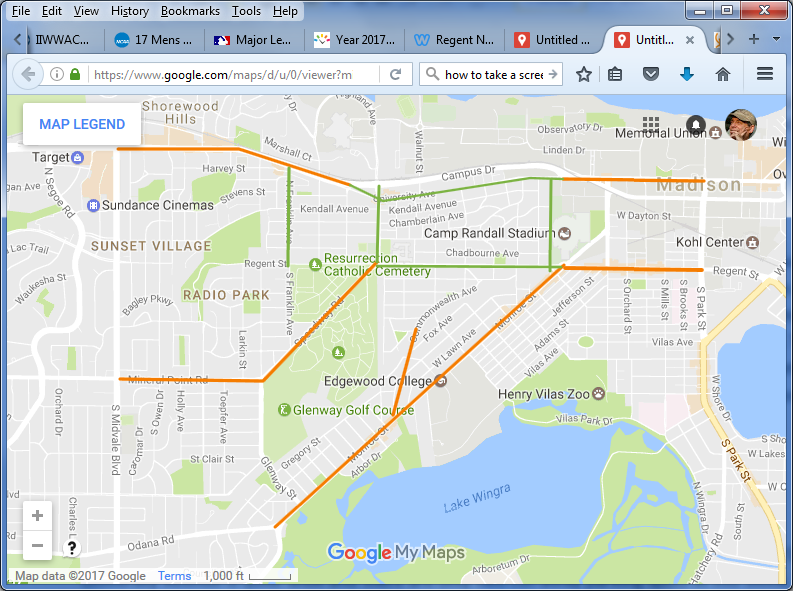 File Edit View History Bookmarks Tools Help
IIWWAC...
17 Mens ...
Major Le...
Year 2017...
Regent N...
Untitled ...
Untitl...
https://www.google.com/maps/d/u/0/viewer?m
how to take a scree
MAP LEGEND
Shorewood
Hills
Highland Ave
Walnut St
Observatory Dr
Linden Dr
Memorial Union
Target
Marshall Ct
Campus Dr
Harvey St
Stevens St
University Ave
Madison
N Segoe Rd
Sundance Cinemas
N Franklin Ave
Kendall Avenue
Kendall Avenue
Chamberlain Ave
W Dayton St
Camp Randall Stadium
Kohl Center
SUNSET VILLAGE
Lac Trail
Regent St
Resurrection
Catholic Cemetery
Chadbourne Ave
Regent St
Waukesha St
RADIO PARK
Bagley Pkwy
S Franklin Ave
Speedway Rd
Commonwealth Ave
Fox Ave
Monroe St
Jefferson St
Adams St
S Orchard St
S Mills St
S Brooks St
S Park St
Larkin St
W Lawn Ave
Vilas Ave
Vilas Ave
Mineral Point Rd
Edgewood College
Henry Vilas Zoo
W Shore Dr
Orchard Dr
S Midvale Blvd
S Owen Dr
Holly Ave
Toepfer Ave
Glenway Golf Course
Vilas Park Dr
S Park St
Gregory St
Monroe St
Arbor Dr
St Clair St
Glenway St
S Sho
W Lakes
Lake Wingra
N Wingra Dr
South St
Charles L
Odana Rd
Google My Maps
Arboretum Dr
Hatchery Rd
+
−
?
Map data ©2017 Google Terms 1,000 ft